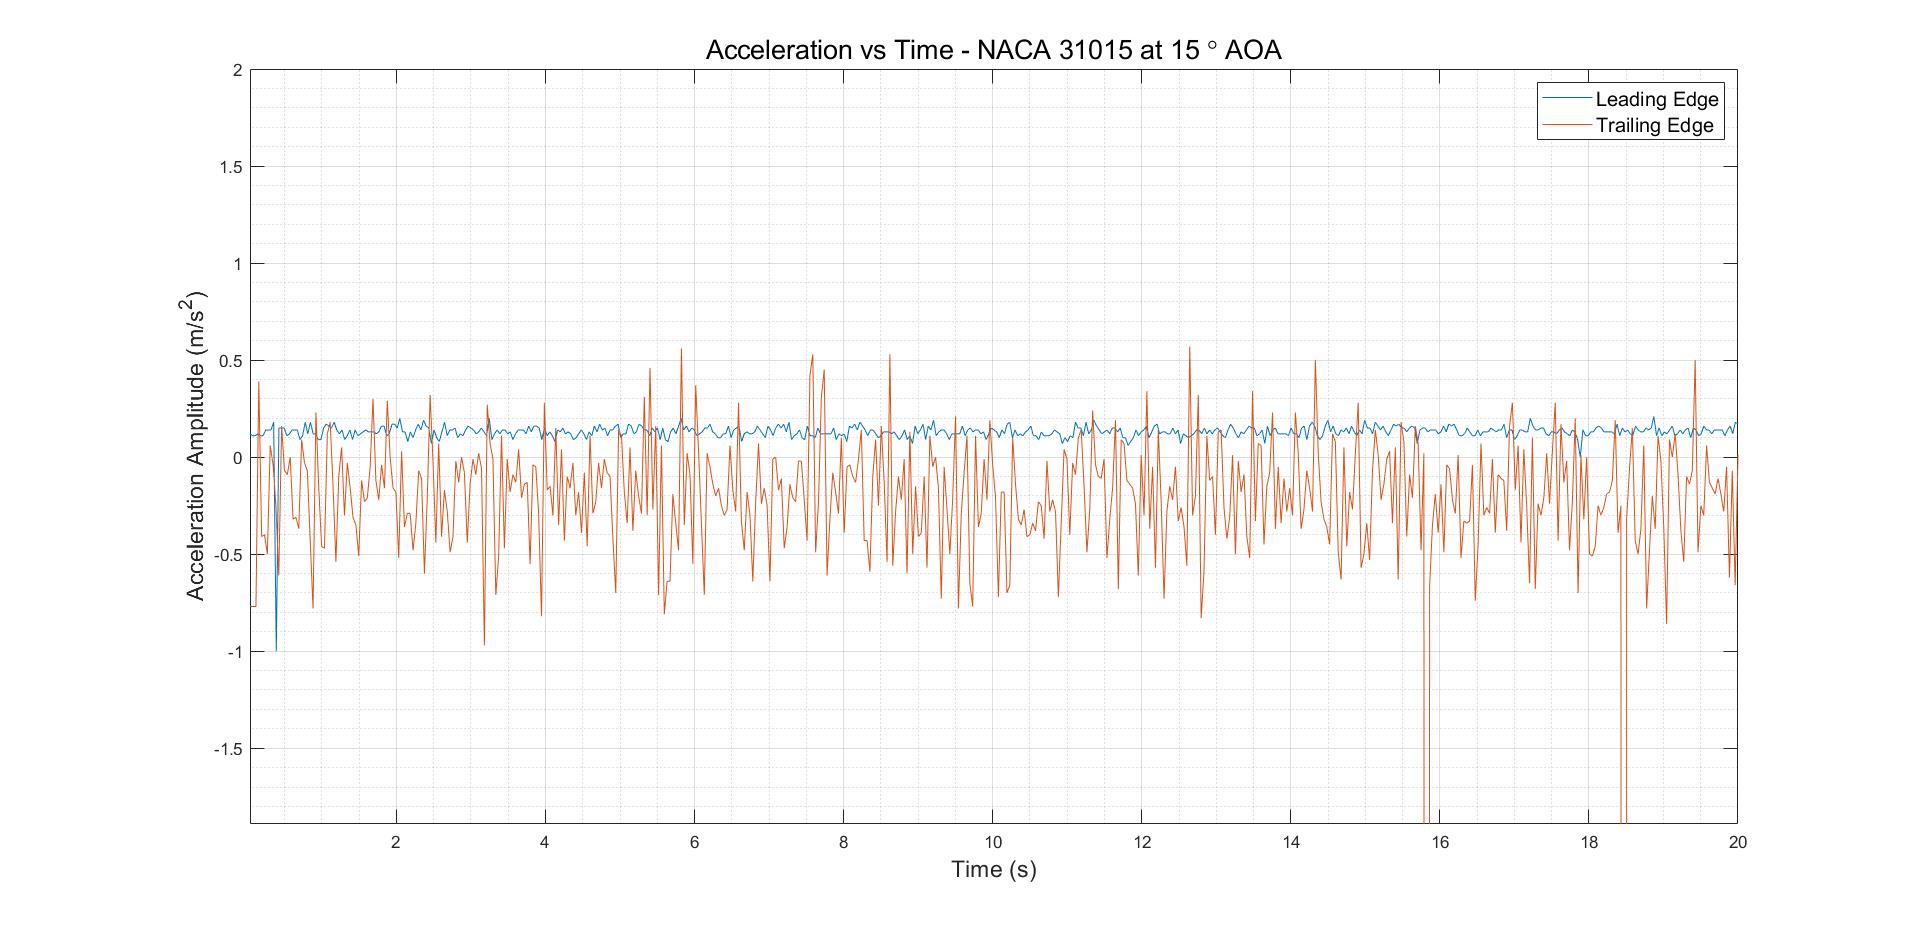 Acceleration vs Time - NACA 31015 at 15 ° AOA
2
1.5
1
0.5
0
-0.5
-1
-1.5
Acceleration Amplitude (m/s²)
Leading Edge
Trailing Edge
2 4 6 8 10 12 14 16 18 20
Time (s)